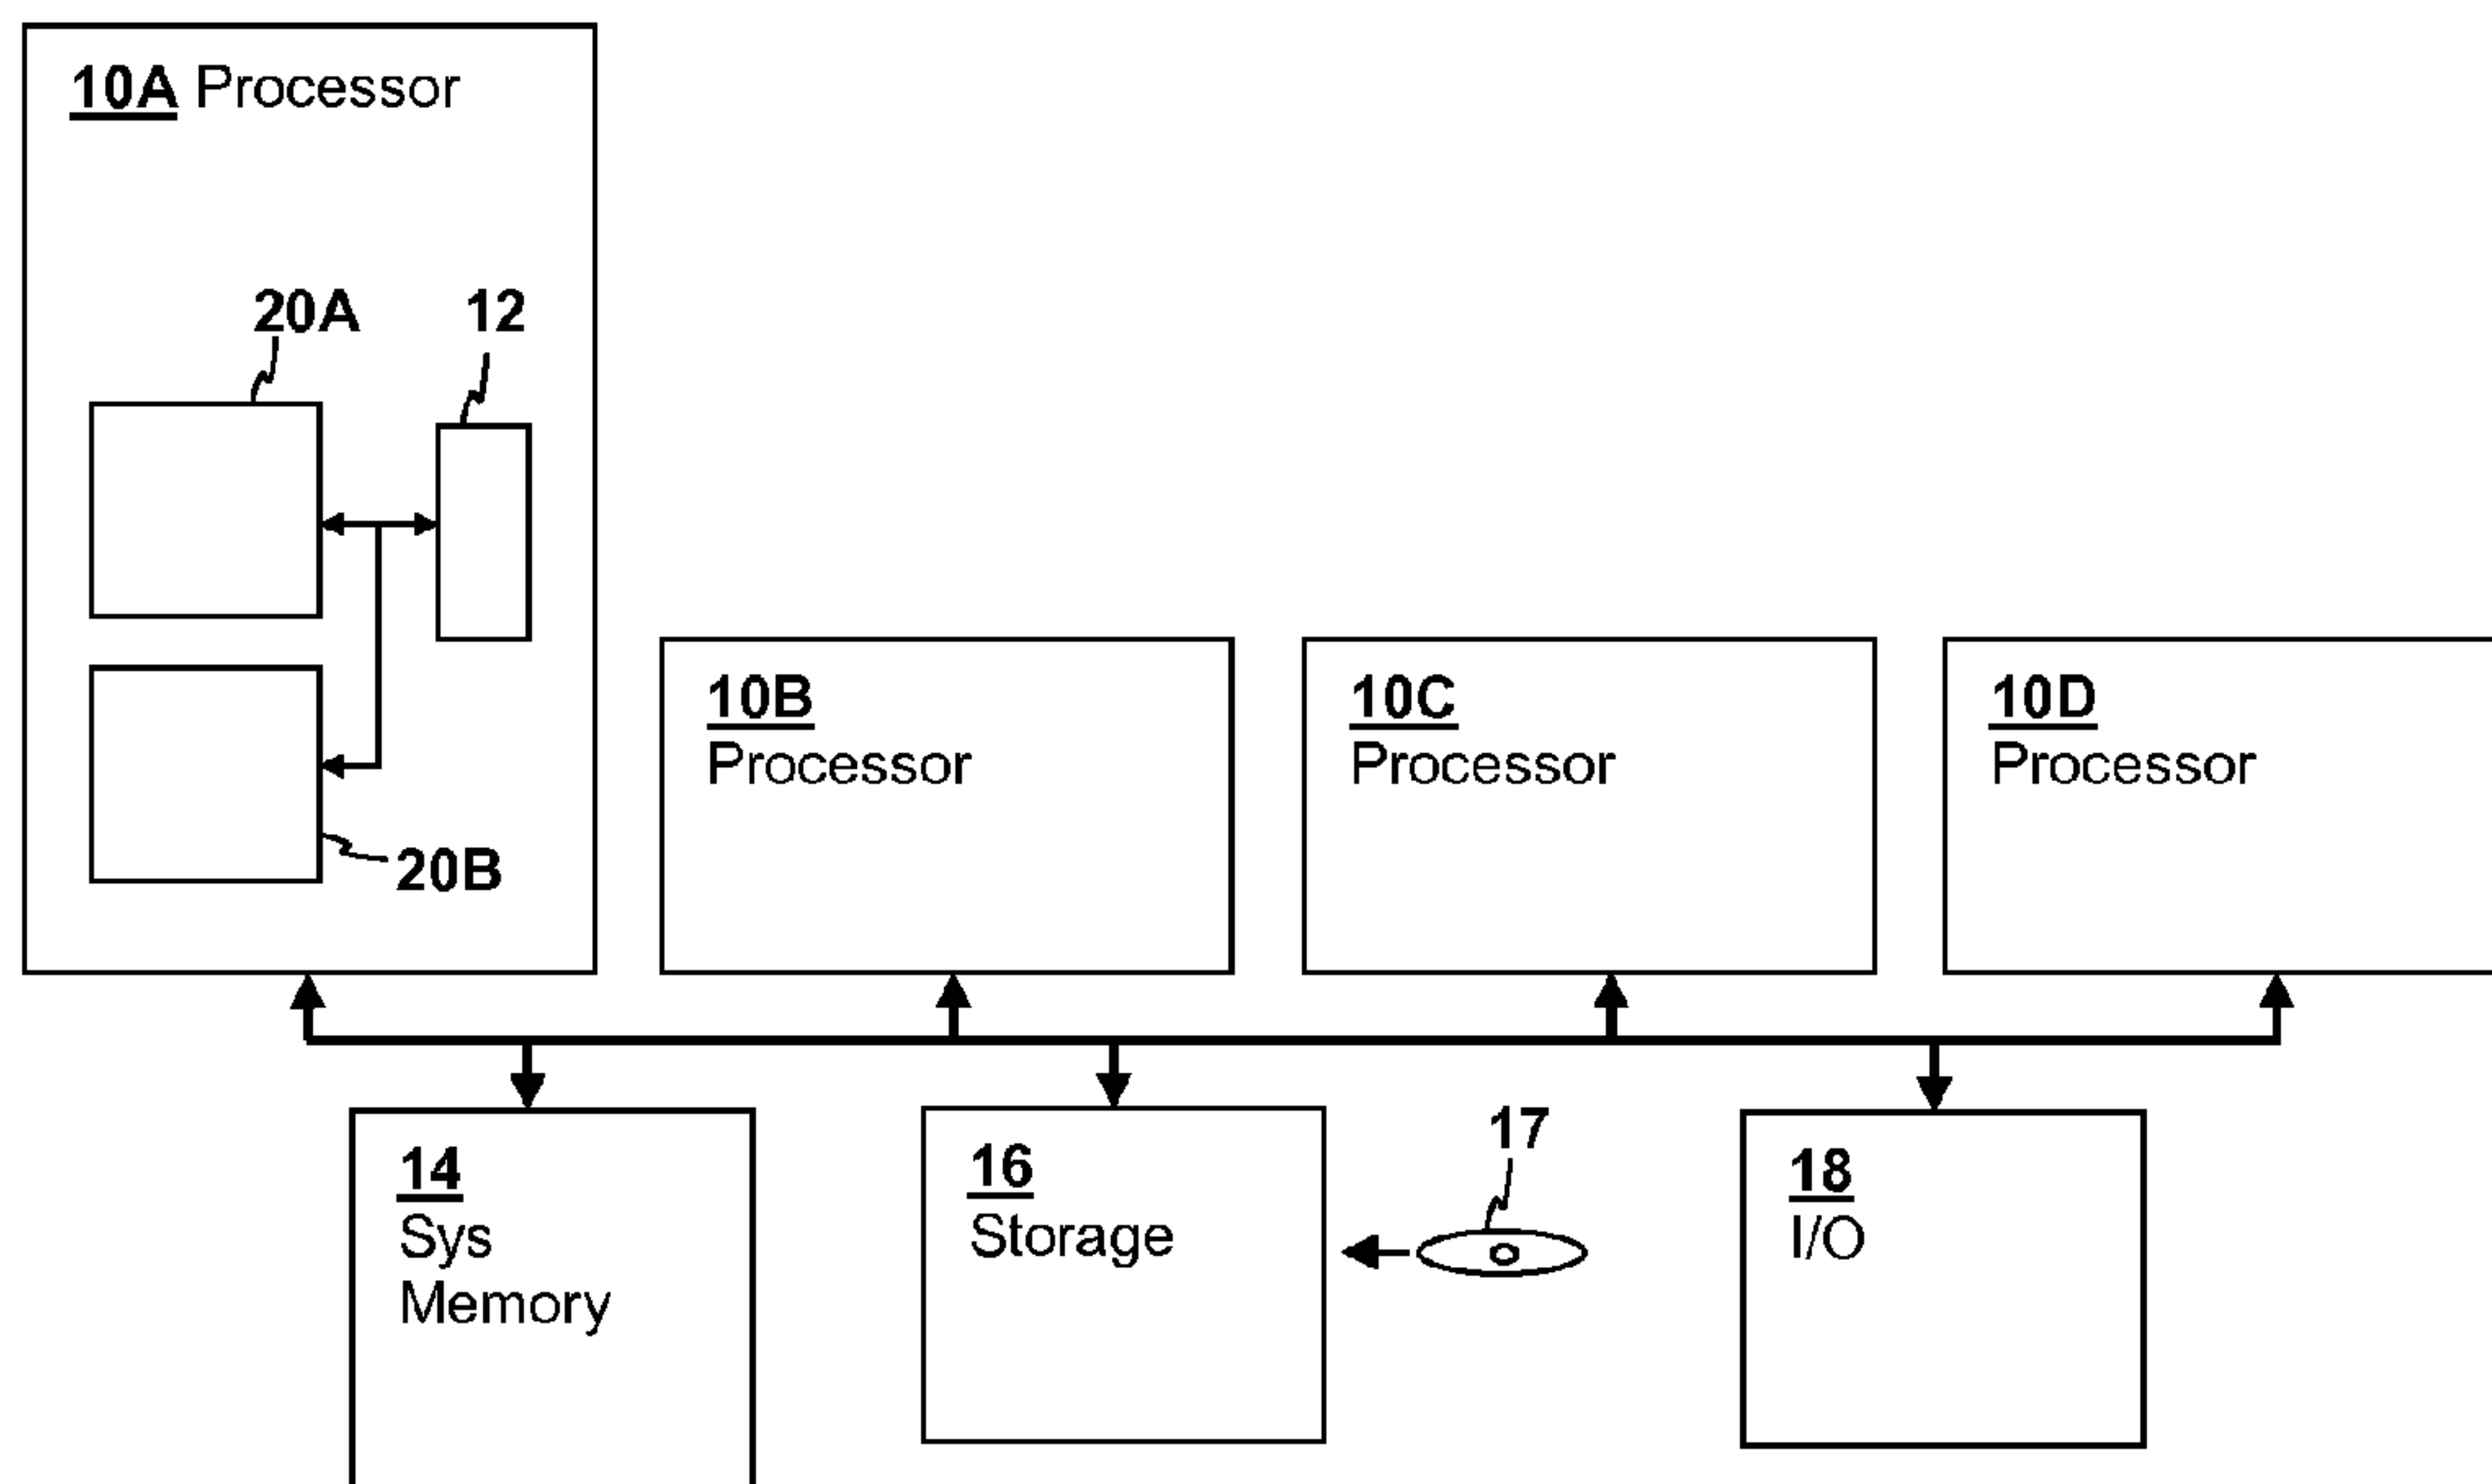 10A Processor
20A
12
20B
10B
Processor
10C
Processor
10D
Processor
14
Sys
Memory
16
Storage
17
18
I/O